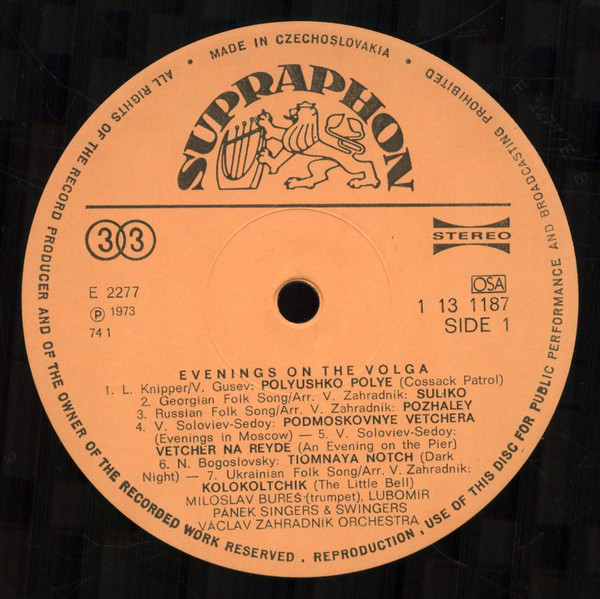 MADE IN CZECHOSLOVAKIA • ALL RIGHTS OF THE RECORD PRODUCER AND OF THE OWNER OF THE RECORDED WORK RESERVED . REPRODUCTION, USE OF THIS DISC FOR PUBLIC PERFORMANCE AND BROADCASTING PROHIBITED •
SUPRAPHON
33
STEREO
E 2277
OSA
Ⓟ 1973
1 13 1187
74 1
SIDE 1
EVENINGS ON THE VOLGA
1. L. Knipper/V. Gusev: POLYUSHKO POLYE (Cossack Patrol)
2. Georgian Folk Song/Arr. V. Zahradnik: SULIKO
3. Russian Folk Song/Arr. V. Zahradnik: POZHALEY
4. V. Soloviev-Sedoy: PODMOSKOVNYE VETCHERA
(Evenings in Moscow) — 5. V. Soloviev-Sedoy:
VETCHER NA REYDE (An Evening on the Pier)
6. N. Bogoslovsky: TIOMNAYA NOTCH (Dark
Night) — 7. Ukrainian Folk Song/Arr. V. Zahradnik:
KOLOKOLTCHIK (The Little Bell)
MILOSLAV BUREŠ (trumpet), LUBOMIR
PÁNEK SINGERS & SWINGERS
VÁCLAV ZAHRADNIK ORCHESTRA